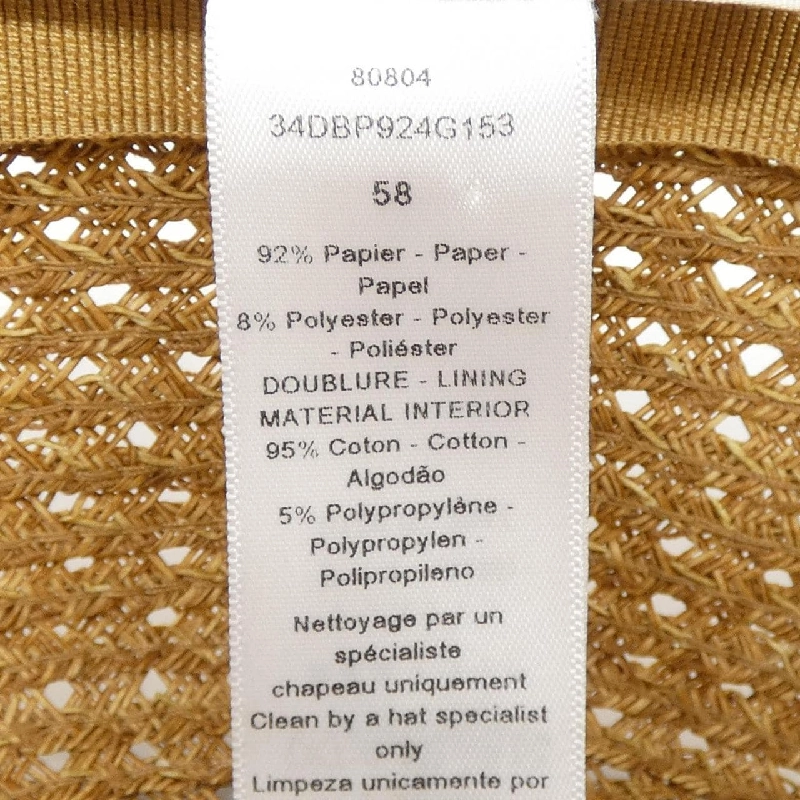 80804
34DBP924G153
58
92% Papier - Paper -
Papel
8% Polyester - Polyester
- Poliéster
DOUBLURE - LINING
MATERIAL INTERIOR
95% Coton - Cotton -
Algodão
5% Polypropylène -
Polypropylen -
Polipropileno
Nettoyage par un
spécialiste
chapeau uniquement
Clean by a hat specialist
only
Limpeza unicamente por